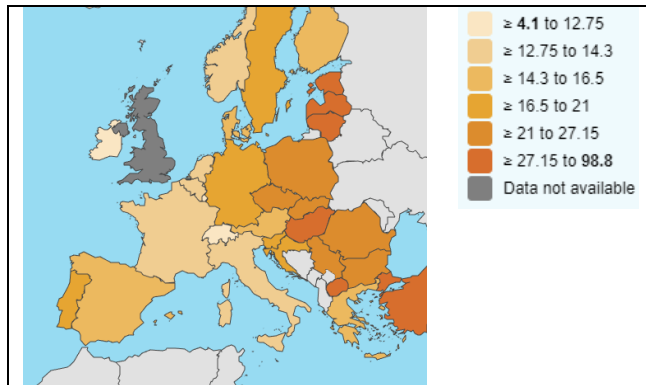 ≥ 4.1 to 12.75
≥ 12.75 to 14.3
≥ 14.3 to 16.5
≥ 16.5 to 21
≥ 21 to 27.15
≥ 27.15 to 98.8
Data not available